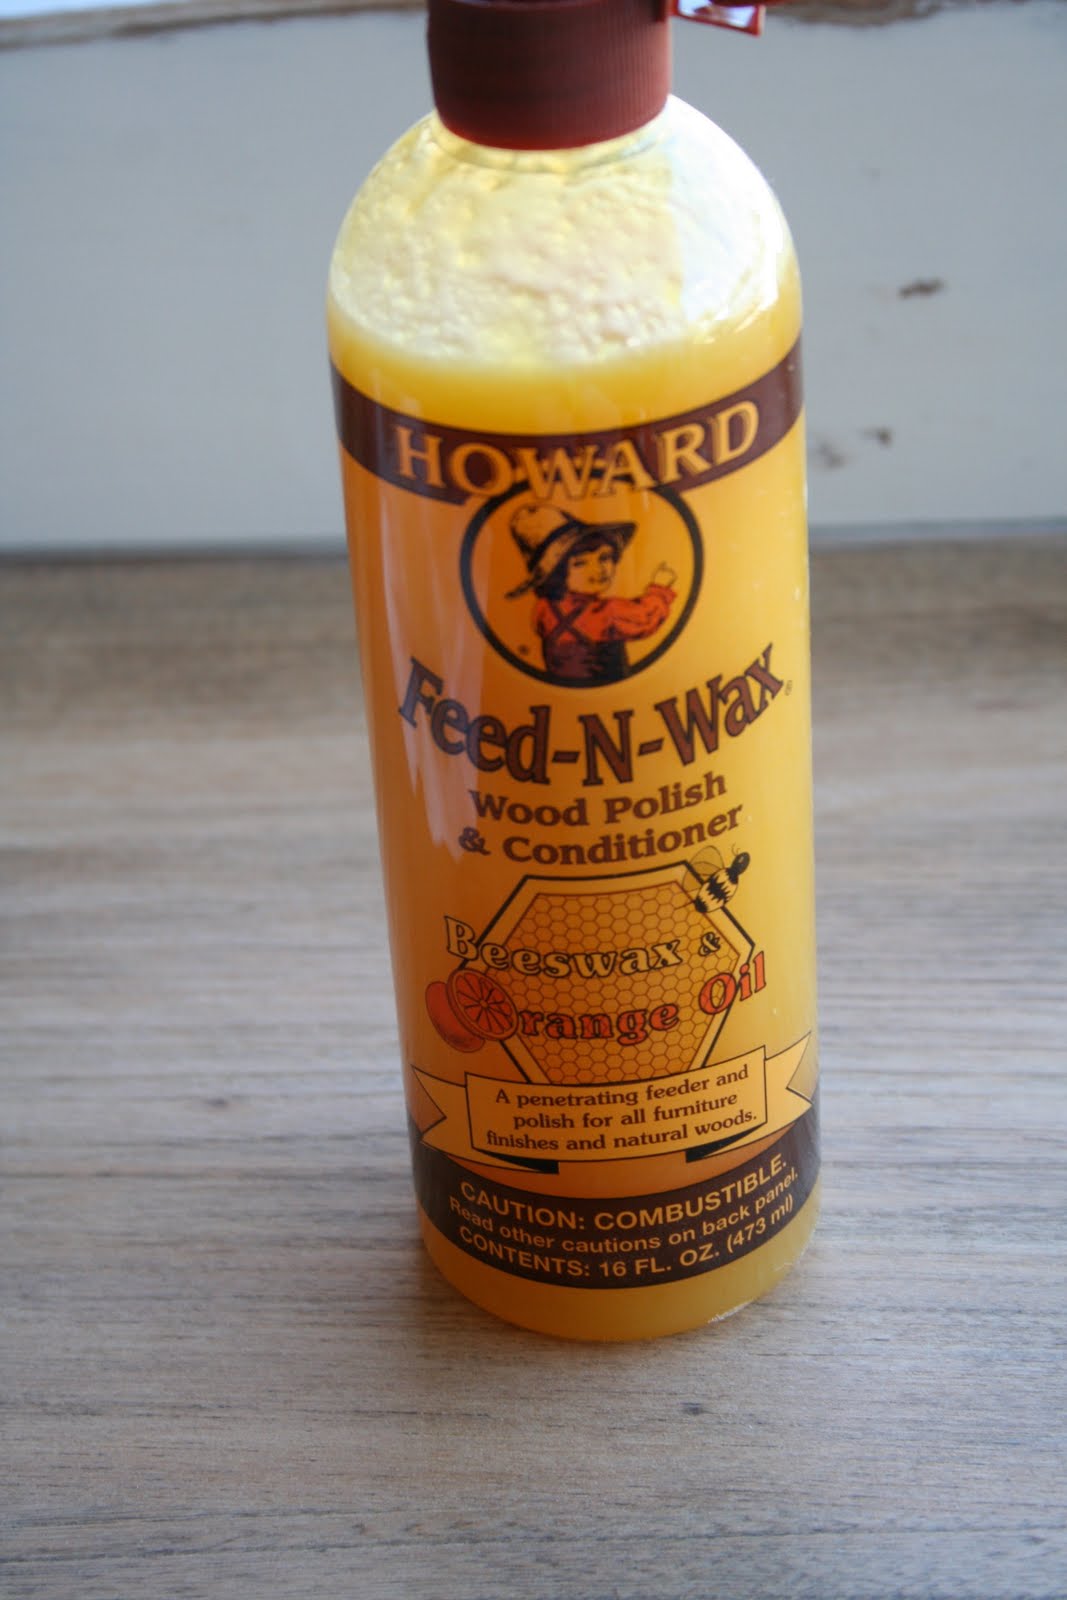 HOWARD
Feed-N-Wax®
Wood Polish
& Conditioner
Beeswax &
Orange Oil
A penetrating feeder and
polish for all furniture
finishes and natural woods.
CAUTION: COMBUSTIBLE.
Read other cautions on back panel.
CONTENTS: 16 FL. OZ. (473 ml)